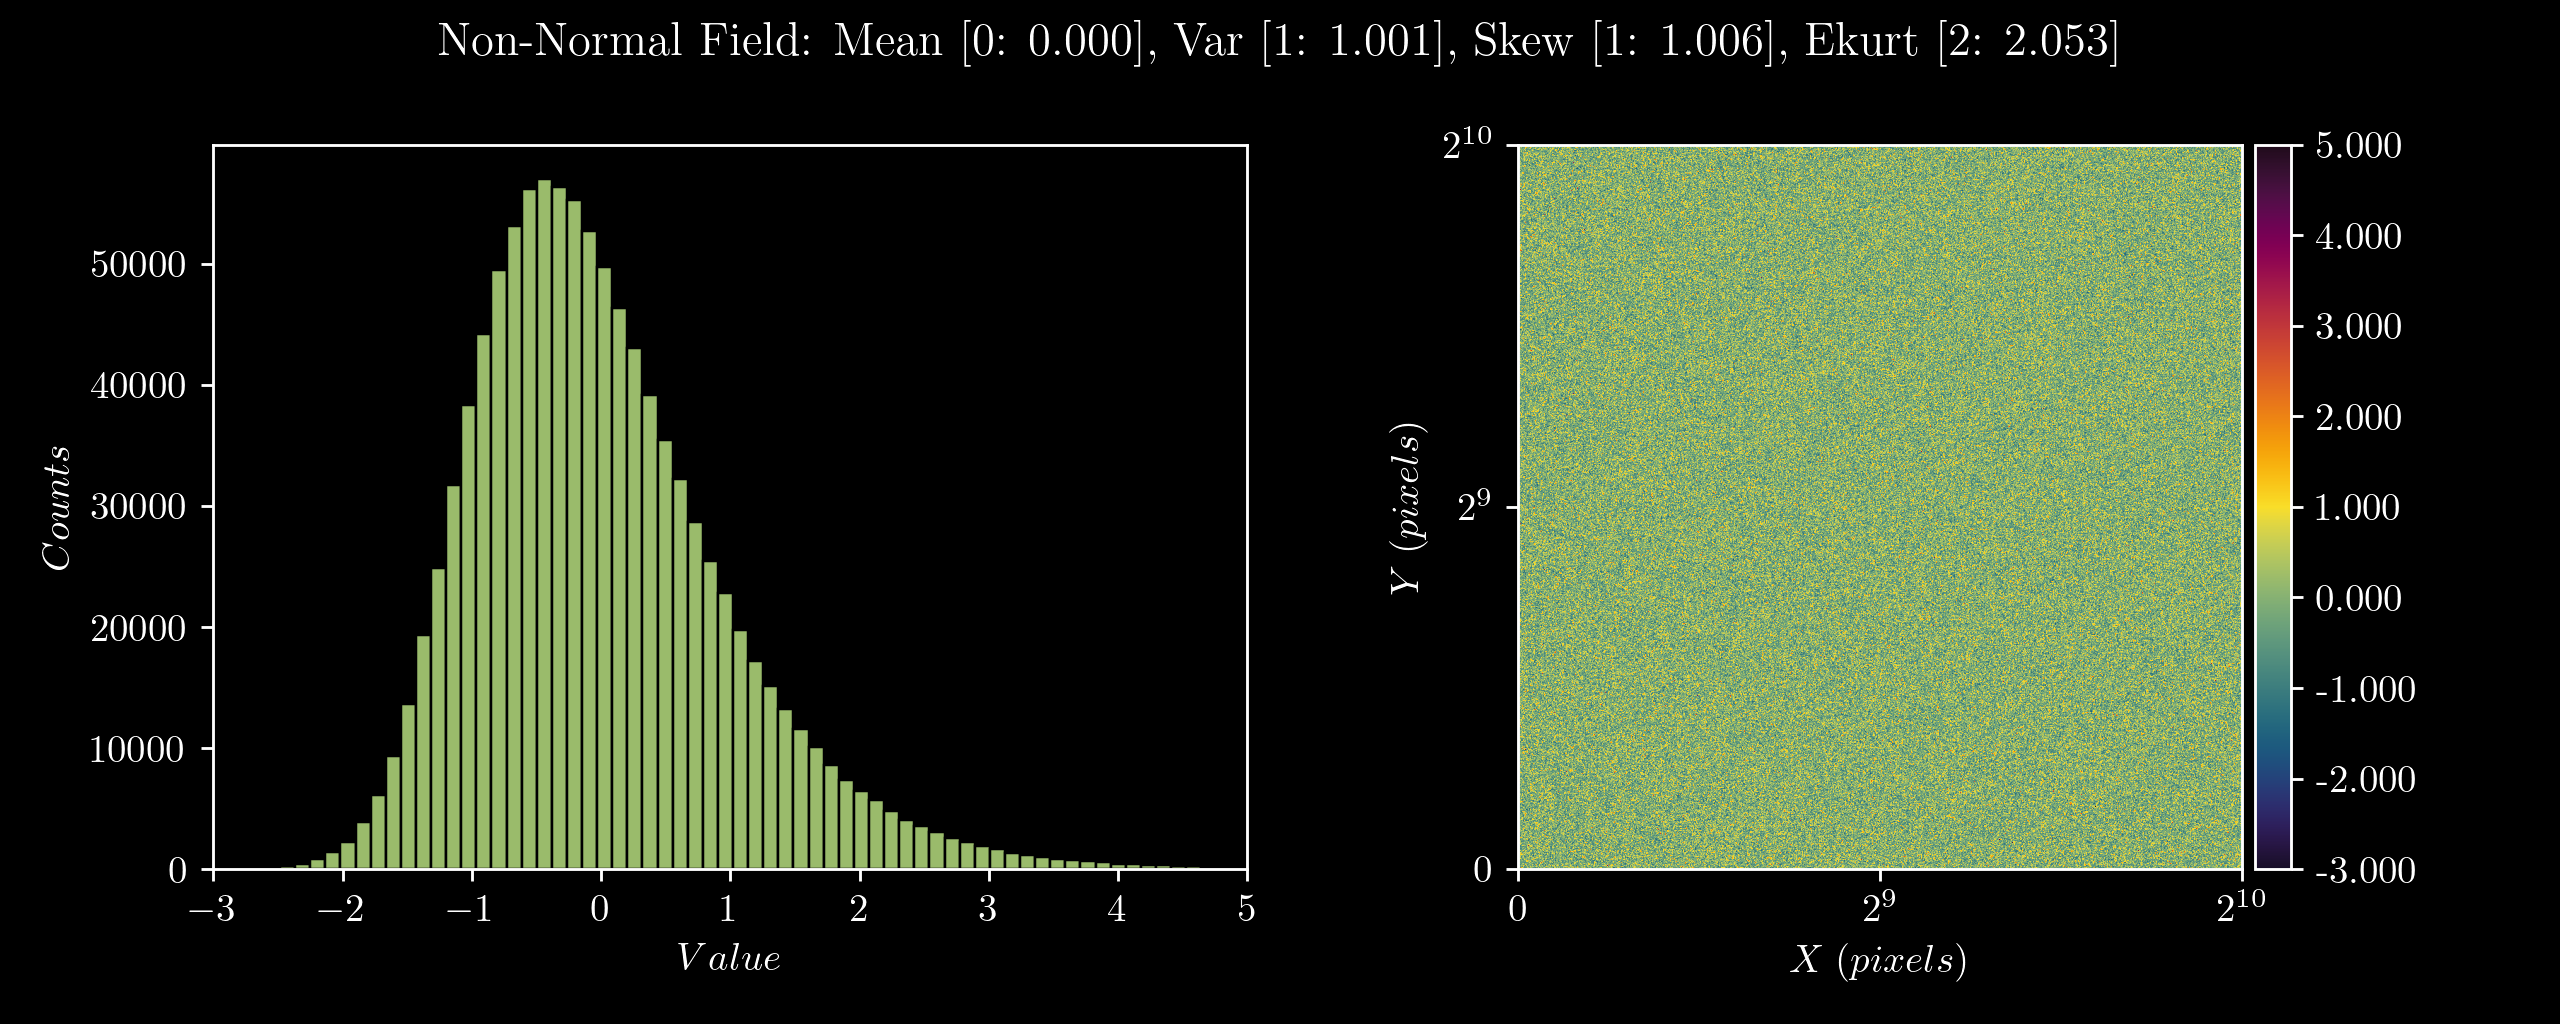 Non-Normal Field: Mean [0: 0.000], Var [1: 1.001], Skew [1: 1.006], Ekurt [2: 2.053]
Counts
50000
40000
30000
20000
10000
0
−3 −2 −1 0 1 2 3 4 5
Value
Y (pixels)
2^10
2^9
0
0 2^9 2^10
X (pixels)
5.000
4.000
3.000
2.000
1.000
0.000
-1.000
-2.000
-3.000